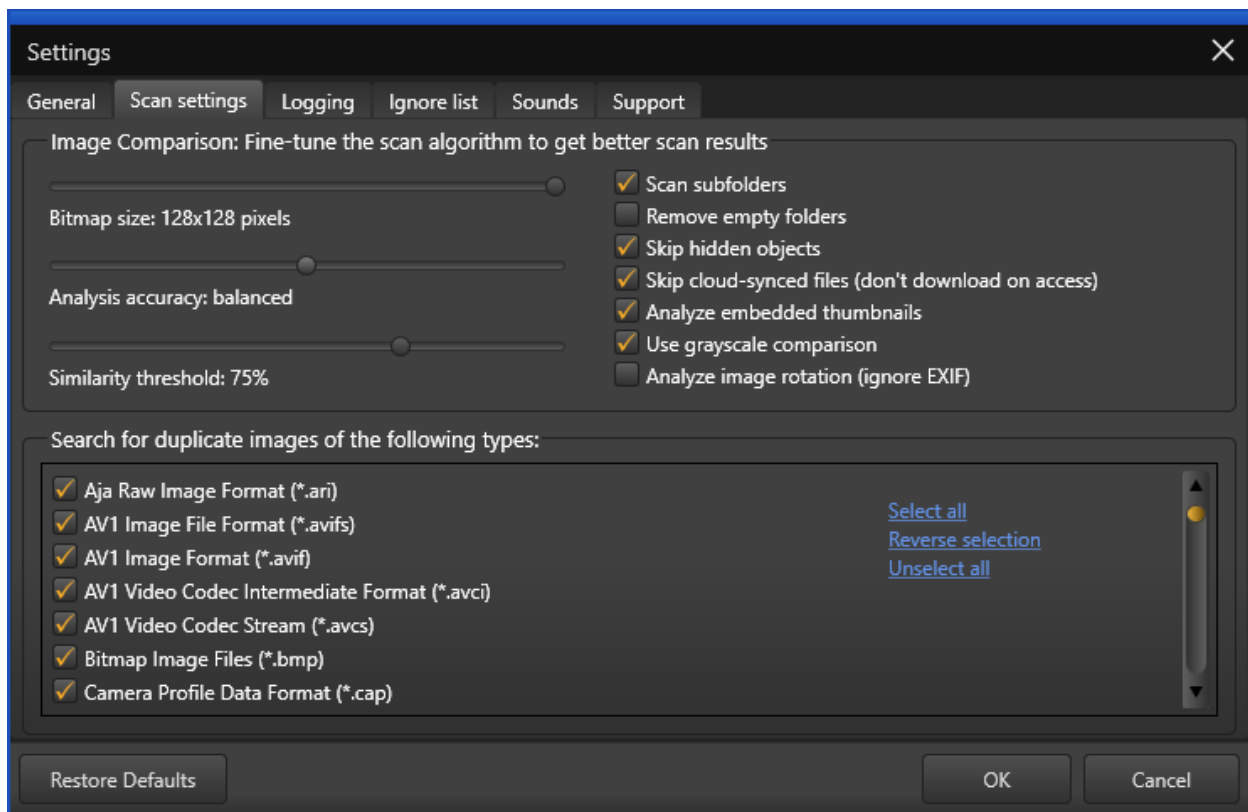 Settings
General Scan settings Logging Ignore list Sounds Support
Image Comparison: Fine-tune the scan algorithm to get better scan results
Bitmap size: 128x128 pixels
Analysis accuracy: balanced
Similarity threshold: 75%
Scan subfolders
Remove empty folders
Skip hidden objects
Skip cloud-synced files (don't download on access)
Analyze embedded thumbnails
Use grayscale comparison
Analyze image rotation (ignore EXIF)
Search for duplicate images of the following types:
Aja Raw Image Format (*.ari)
AV1 Image File Format (*.avifs)
AV1 Image Format (*.avif)
AV1 Video Codec Intermediate Format (*.avci)
AV1 Video Codec Stream (*.avcs)
Bitmap Image Files (*.bmp)
Camera Profile Data Format (*.cap)
Select all
Reverse selection
Unselect all
Restore Defaults OK Cancel